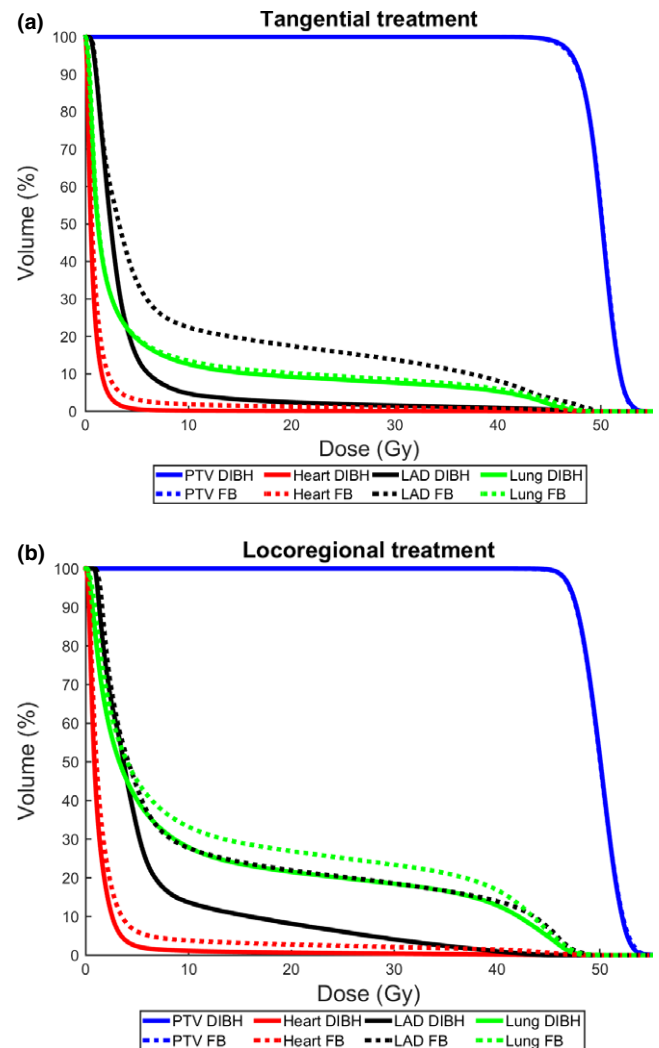 (a)
Tangential treatment
100
90
80
70
60
50
40
30
20
10
0
Volume (%)
0 10 20 30 40 50
Dose (Gy)
PTV DIBH Heart DIBH LAD DIBH Lung DIBH
PTV FB Heart FB LAD FB Lung FB
(b)
Locoregional treatment
100
90
80
70
60
50
40
30
20
10
0
Volume (%)
0 10 20 30 40 50
Dose (Gy)
PTV DIBH Heart DIBH LAD DIBH Lung DIBH
PTV FB Heart FB LAD FB Lung FB